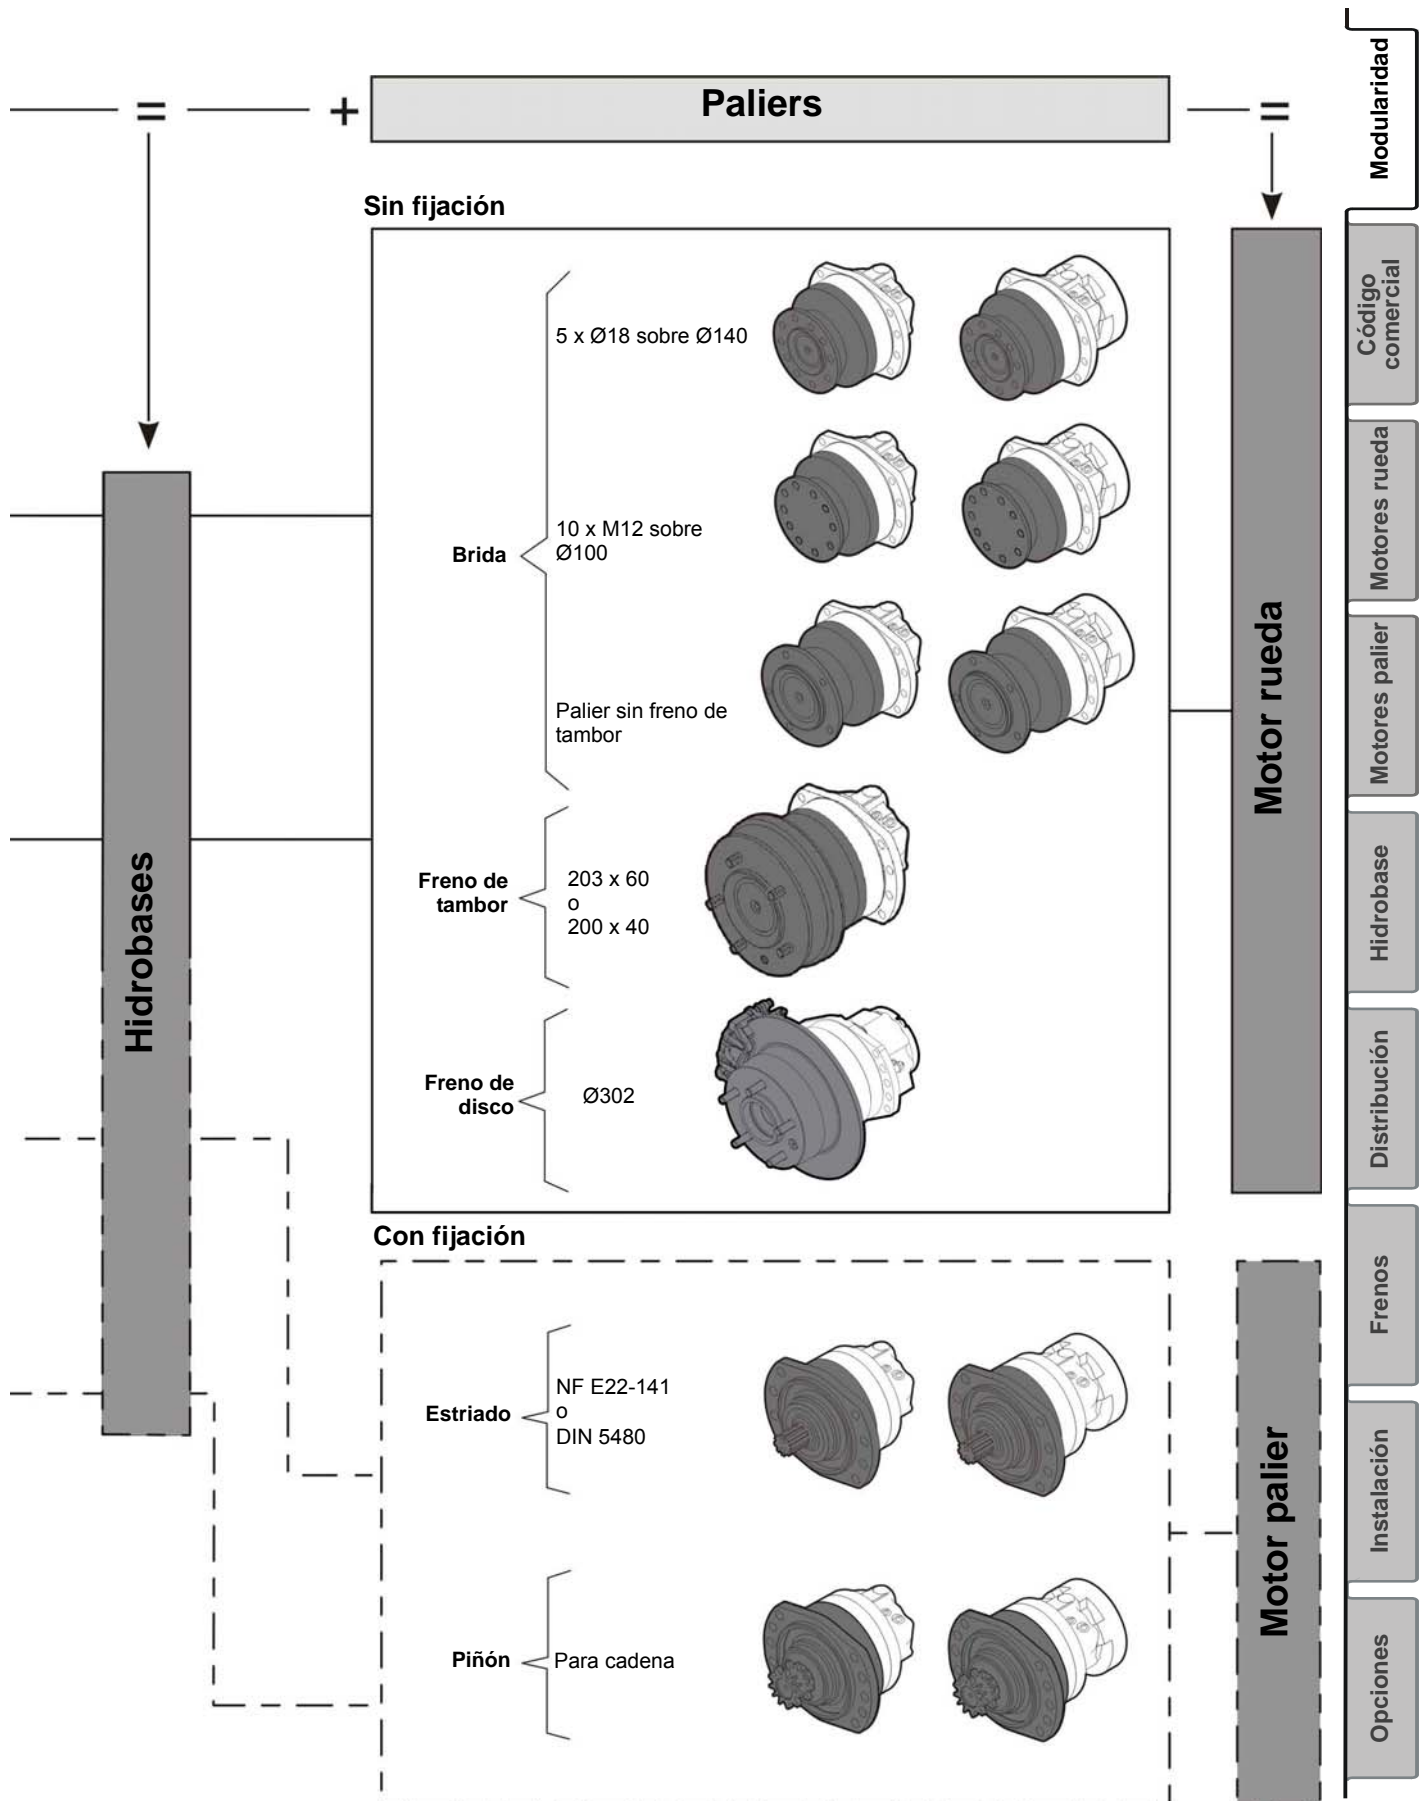 = + Paliers =
Sin fijación
5 x Ø18 sobre Ø140
Brida
10 x M12 sobre
Ø100
Palier sin freno de
tambor
Freno de
tambor
203 x 60
o
200 x 40
Freno de
disco
Ø302
Con fijación
Estriado
NF E22-141
o
DIN 5480
Piñón
Para cadena
Hidrobases
Motor rueda
Motor palier
Modularidad
Código
comercial
Motores rueda
Motores palier
Hidrobase
Distribución
Frenos
Instalación
Opciones